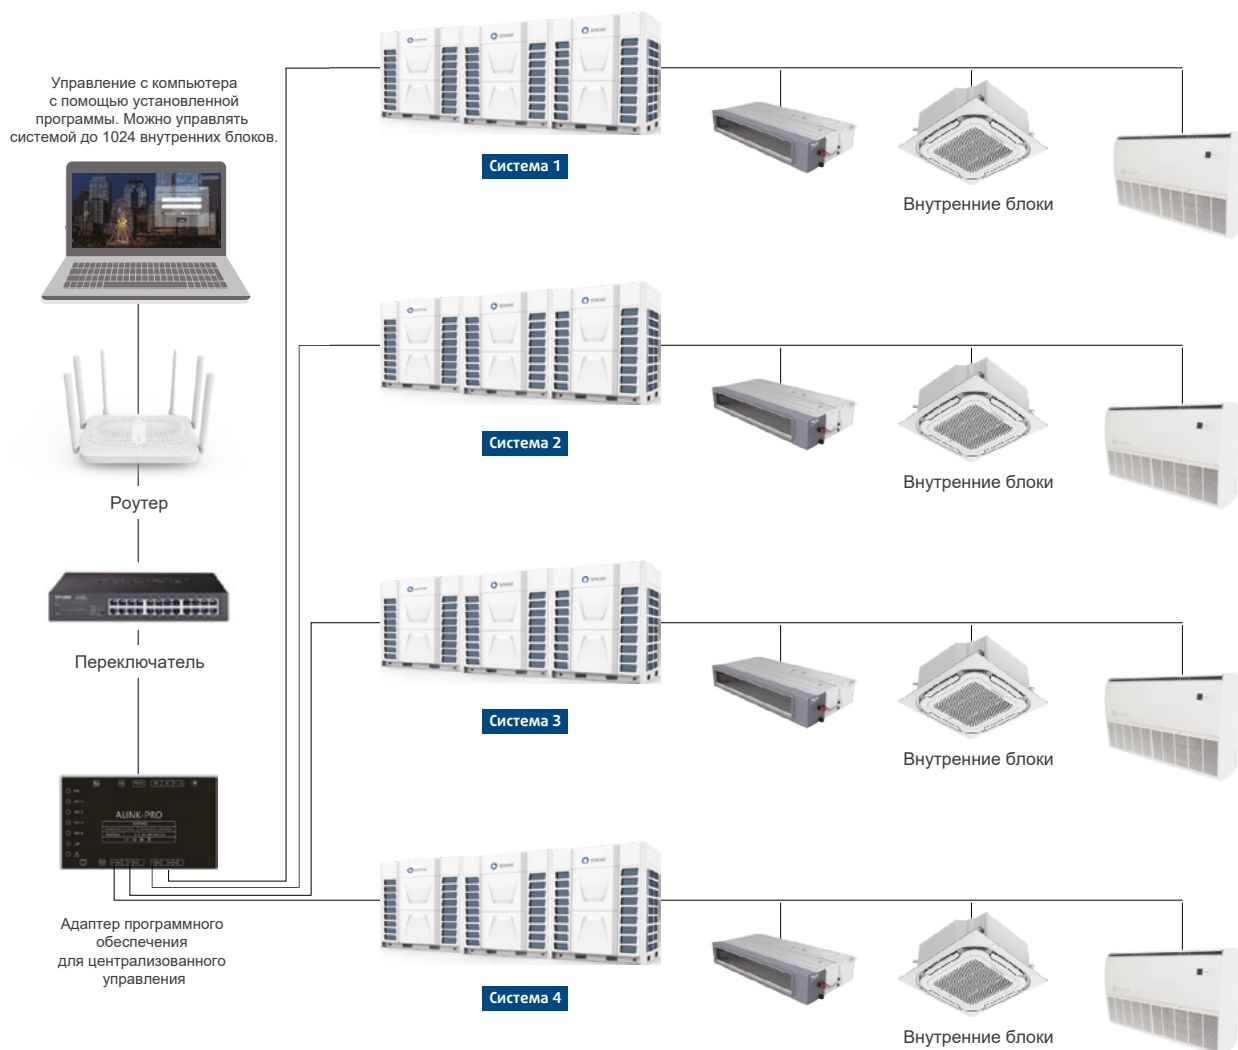 Управление с компьютера
с помощью установленной
программы. Можно управлять
системой до 1024 внутренних блоков.
Роутер
Переключатель
ALINK-PRO
Адаптер программного
обеспечения
для централизованного
управления
Система 1
Внутренние блоки
Система 2
Внутренние блоки
Система 3
Внутренние блоки
Система 4
Внутренние блоки